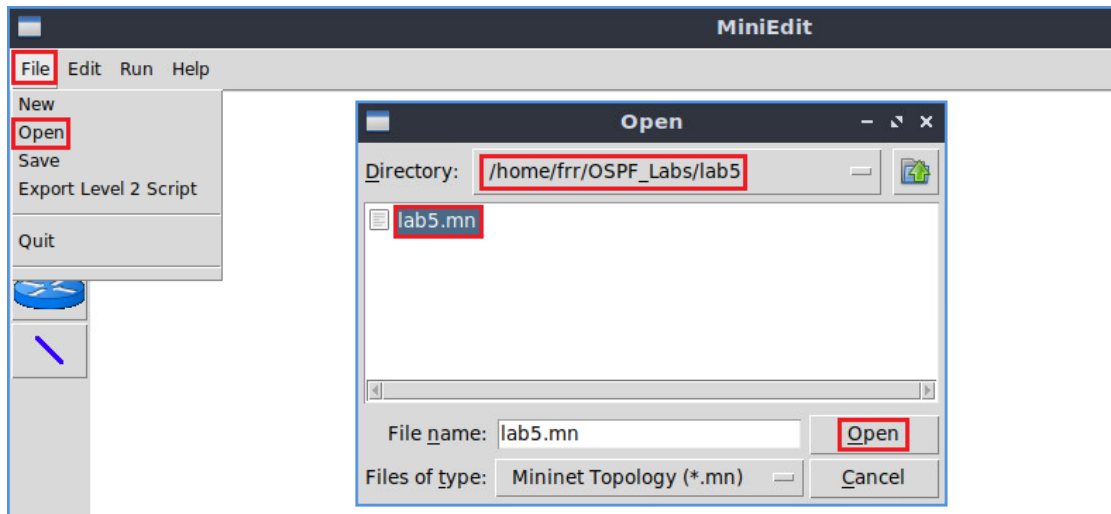 MiniEdit
File Edit Run Help
New
Open
Save
Export Level 2 Script
Quit
Open
Directory: /home/frr/OSPF_Labs/lab5
lab5.mn
File name: lab5.mn Open
Files of type: Mininet Topology (*.mn) Cancel